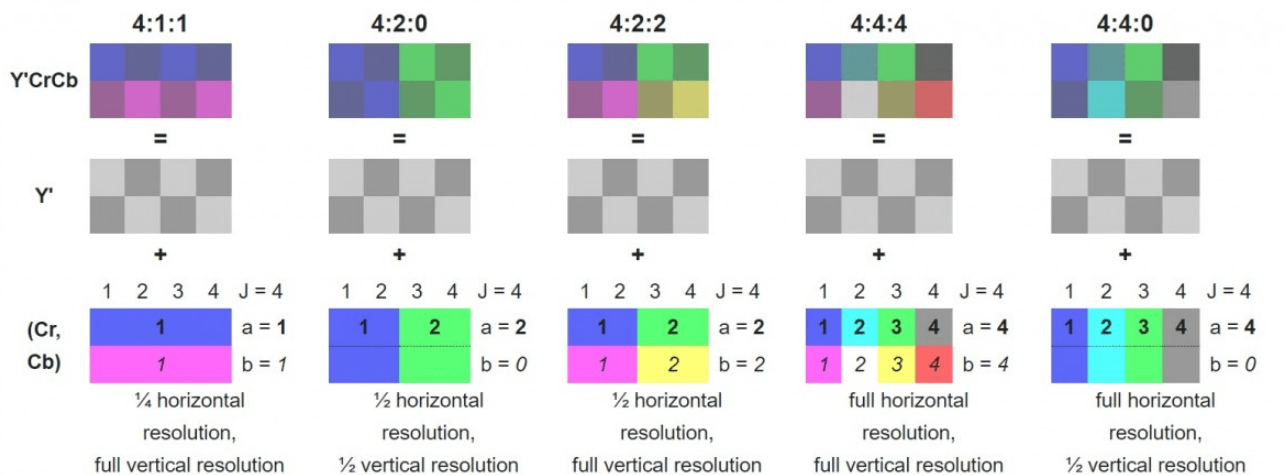 4:1:1 4:2:0 4:2:2 4:4:4 4:4:0
Y'CrCb
= = = = =
Y'
+ + + + +
1 2 3 4 J = 4 1 2 3 4 J = 4 1 2 3 4 J = 4 1 2 3 4 J = 4 1 2 3 4 J = 4
(Cr, 1 a = 1 1 2 a = 2 1 2 a = 2 1 2 3 4 a = 4 1 2 3 4 a = 4
Cb) 1 b = 1 b = 0 1 2 b = 2 1 2 3 4 b = 4 b = 0
¼ horizontal ½ horizontal ½ horizontal full horizontal full horizontal
resolution, resolution, resolution, resolution, resolution,
full vertical resolution ½ vertical resolution full vertical resolution full vertical resolution ½ vertical resolution